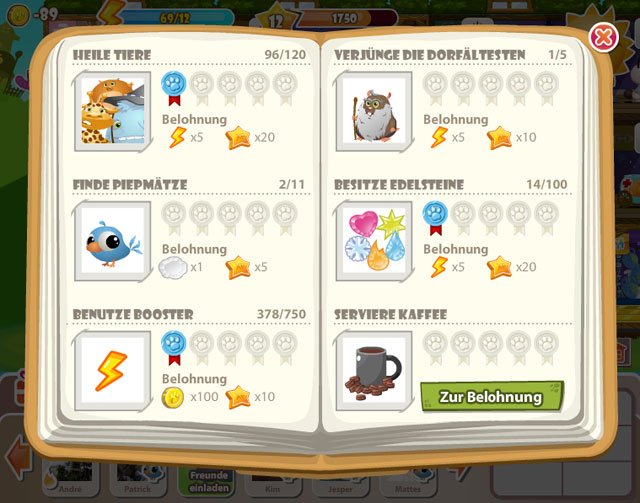 -89
69/12
12
1750
HEILE TIERE 96/120
Belohnung
x5 x20
FINDE PIEPMÄTZE 2/11
Belohnung
x1 x5
BENUTZE BOOSTER 378/750
Belohnung
x100 x10
VERJÜNGE DIE DORFÄLTESTEN 1/5
Belohnung
x5 x10
BESITZE EDELSTEINE 14/100
Belohnung
x5 x20
SERVIERE KAFFEE
Zur Belohnung
André
Patrick
Freunde
einladen
Kim
Jesper
Mattes